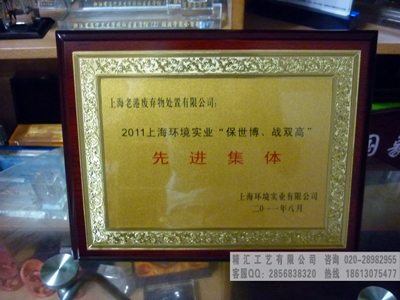 上海老港废弃物处置有限公司：
2011上海环境实业“保世博、战双高”
先进集体
上海环境实业有限公司
二〇一一年八月
汇工艺有限公司 咨询 020-28982955
客服QQ：2856838320 热线 18613075477